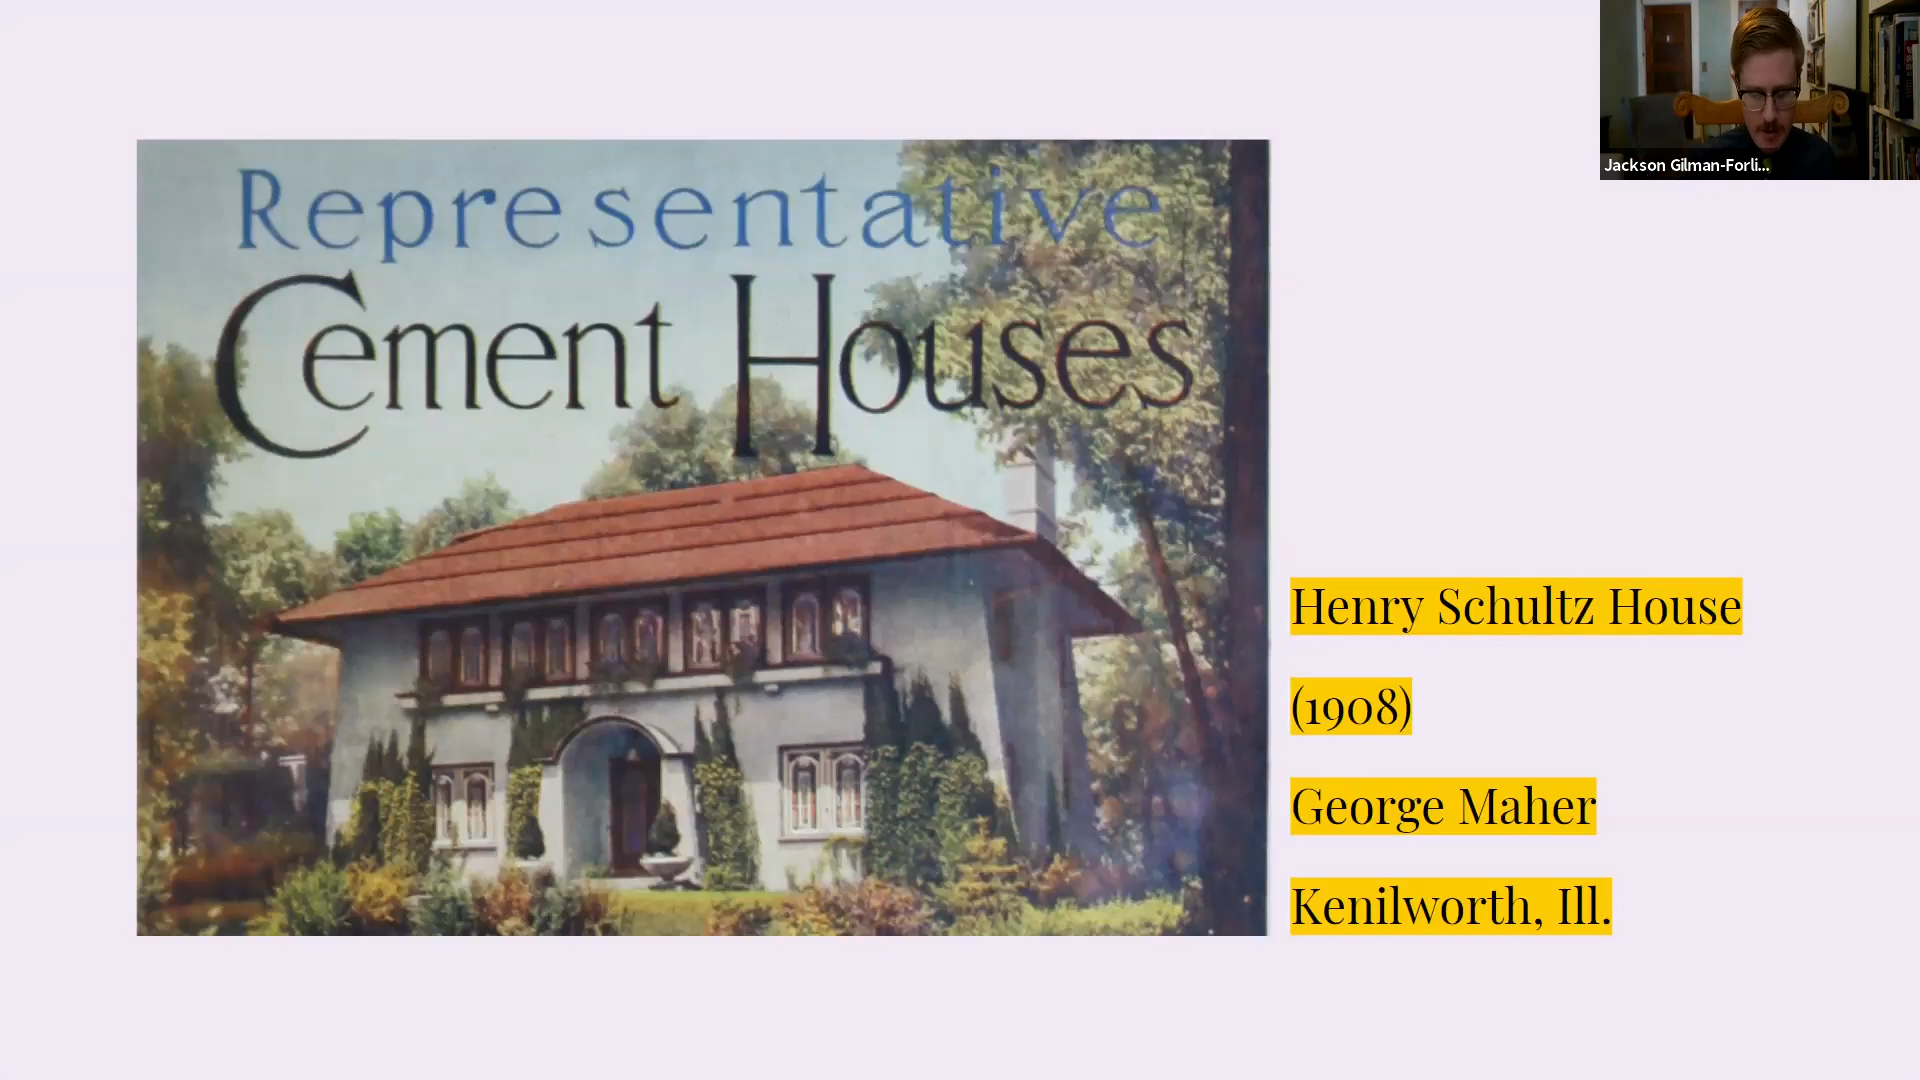 Representative
Cement Houses
Henry Schultz House
(1908)
George Maher
Kenilworth, Ill.
Jackson Gilman-Forli...